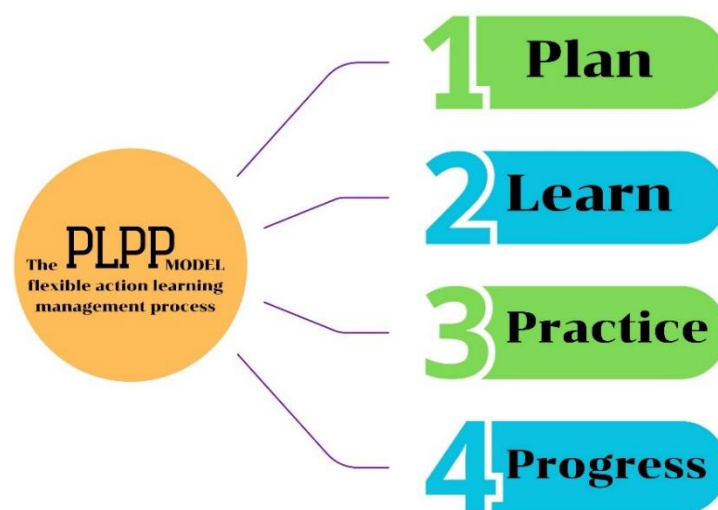 The PLPP MODEL
flexible action learning
management process
1 Plan
2 Learn
3 Practice
4 Progress